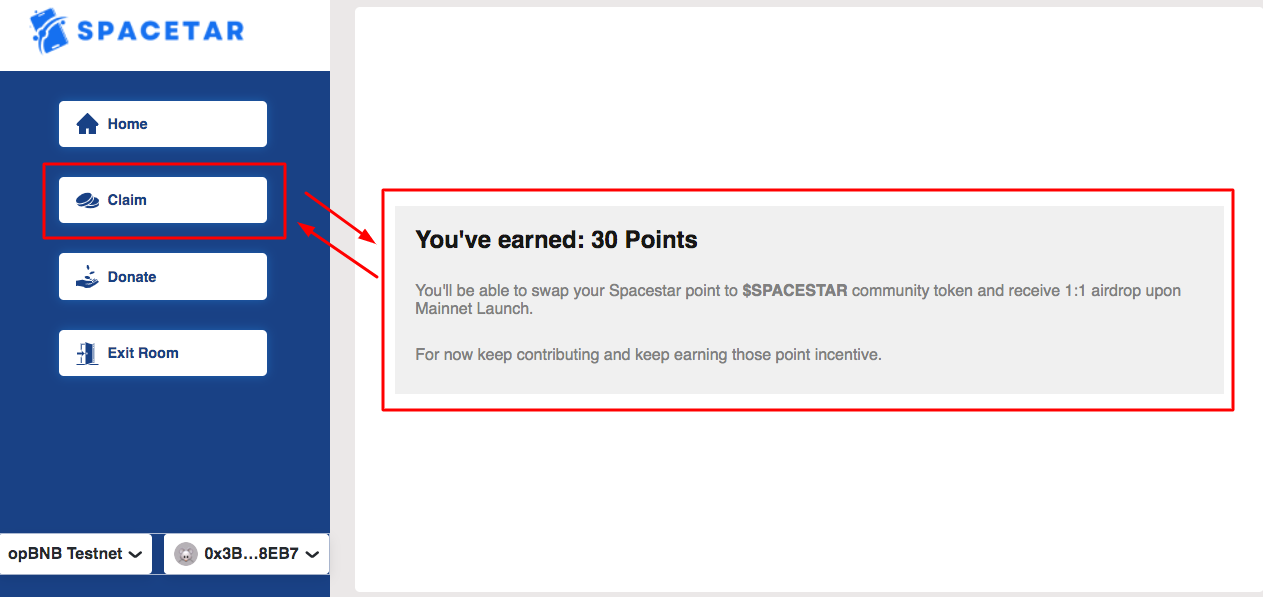 SPACETAR
Home
Claim
Donate
Exit Room
opBNB Testnet
0x3B...8EB7
You've earned: 30 Points
You'll be able to swap your Spacestar point to $SPACESTAR community token and receive 1:1 airdrop upon
Mainnet Launch.
For now keep contributing and keep earning those point incentive.